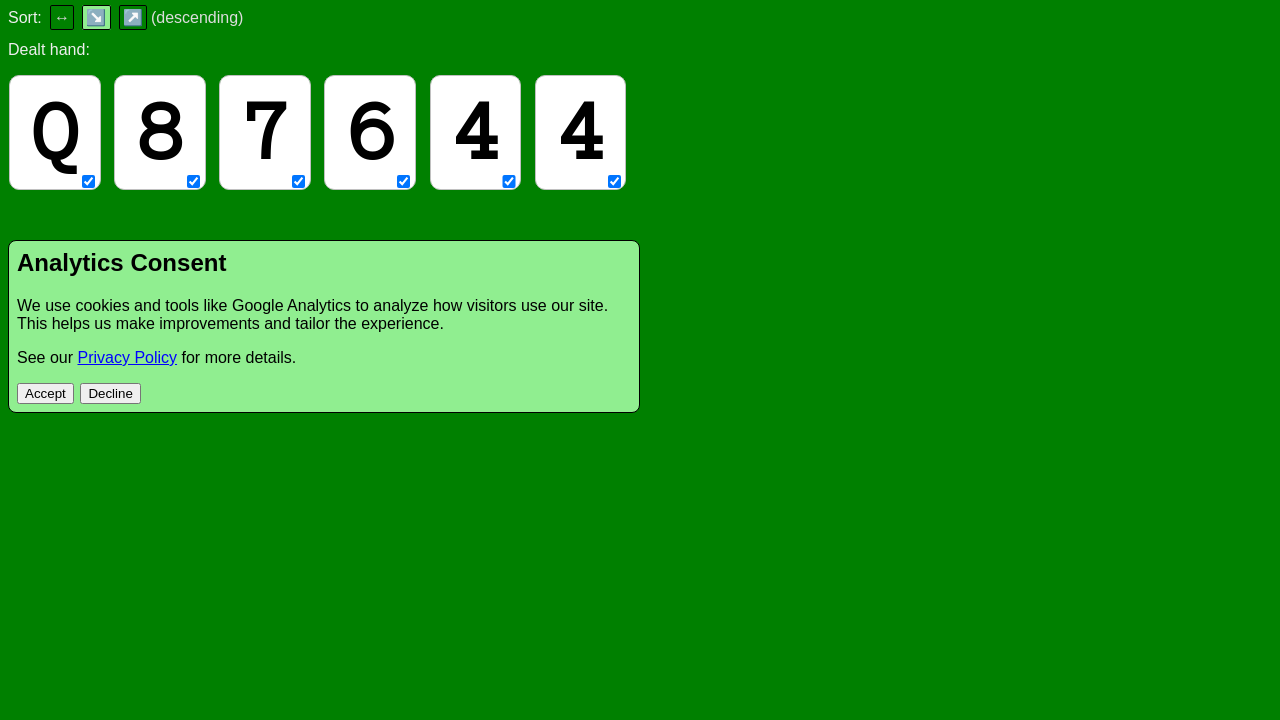 Sort: ↔ ↘ ↗ (descending)
Dealt hand:
Q 8 7 6 4 4
Analytics Consent
We use cookies and tools like Google Analytics to analyze how visitors use our site.
This helps us make improvements and tailor the experience.
See our Privacy Policy for more details.
Accept Decline